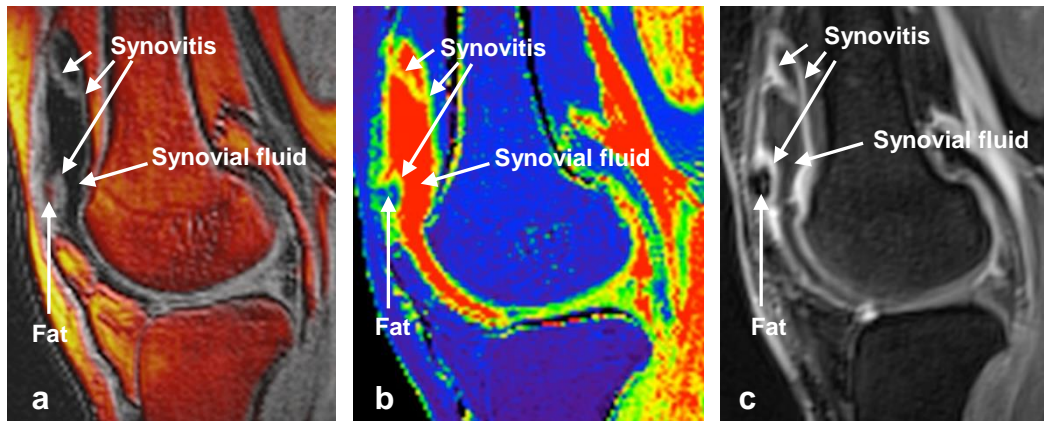 Synovitis
Synovial fluid
Fat
a
Synovitis
Synovial fluid
Fat
b
Synovitis
Synovial fluid
Fat
c